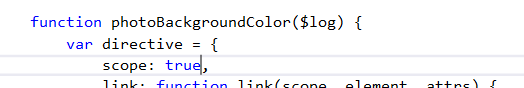 function photoBackgroundColor($log) {
var directive = {
scope: true,
link: function link(scope, element, attrs) {